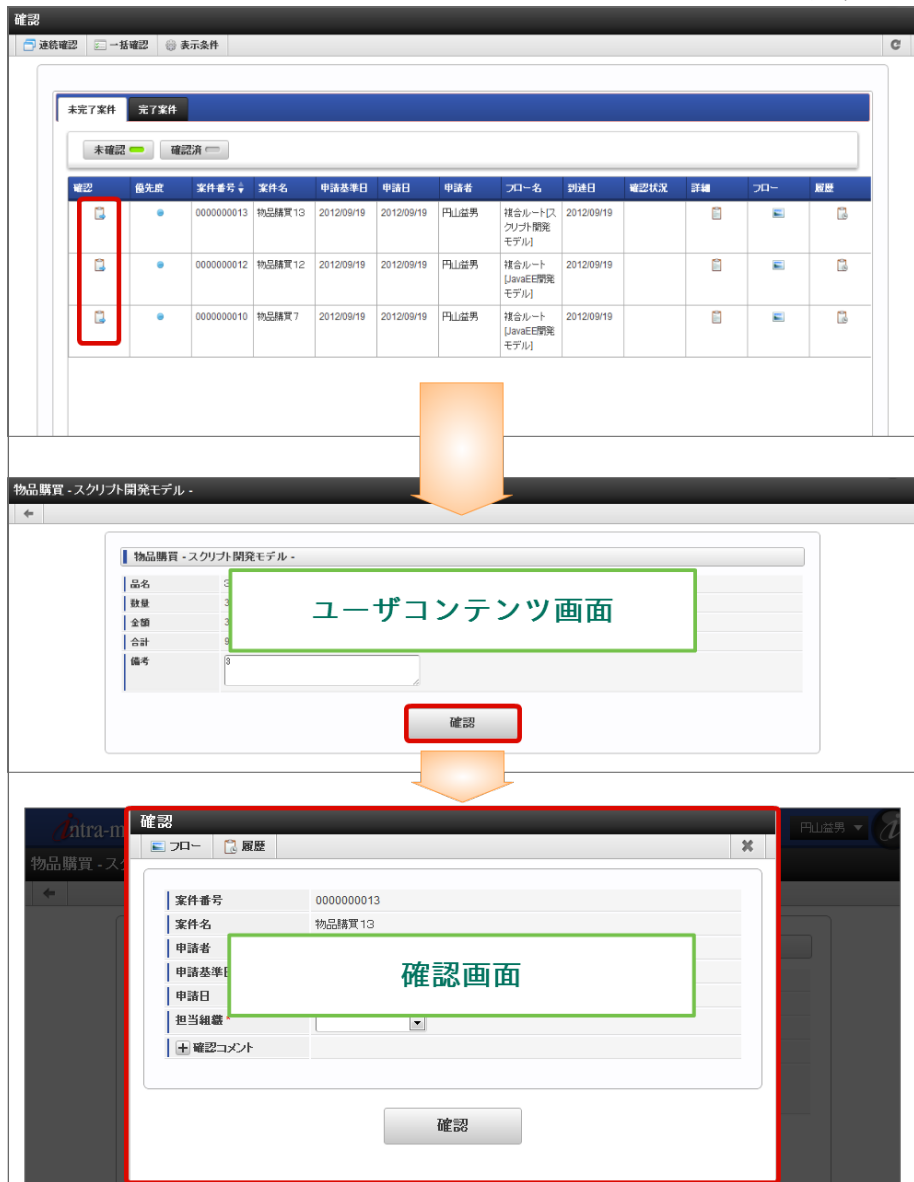 確認
連続確認 一括確認 表示条件
未完了案件 完了案件
未確認 確認済
確認 優先度 案件番号 案件名 申請基準日 申請日 申請者 フロー名 到達日 確認状況 詳細 フロー 履歴
0000000013 物品購買13 2012/09/19 2012/09/19 円山益男 複合ルート[ス 2012/09/19
クリプト開発
モデル]
0000000012 物品購買12 2012/09/19 2012/09/19 円山益男 複合ルート 2012/09/19
[JavaEE開発
モデル]
0000000010 物品購買7 2012/09/19 2012/09/19 円山益男 複合ルート 2012/09/19
[JavaEE開発
モデル]
物品購買 - スクリプト開発モデル -
物品購買 - スクリプト開発モデル -
品名 3
数量 3
ユーザコンテンツ画面
金額 3
合計 9
備考 3
確認
intra-m
確認
円山益男
物品購買 - ス
フロー 履歴
案件番号 0000000013
案件名 物品購買13
申請者
申請基準日
確認画面
申請日
担当組織*
確認コメント
確認